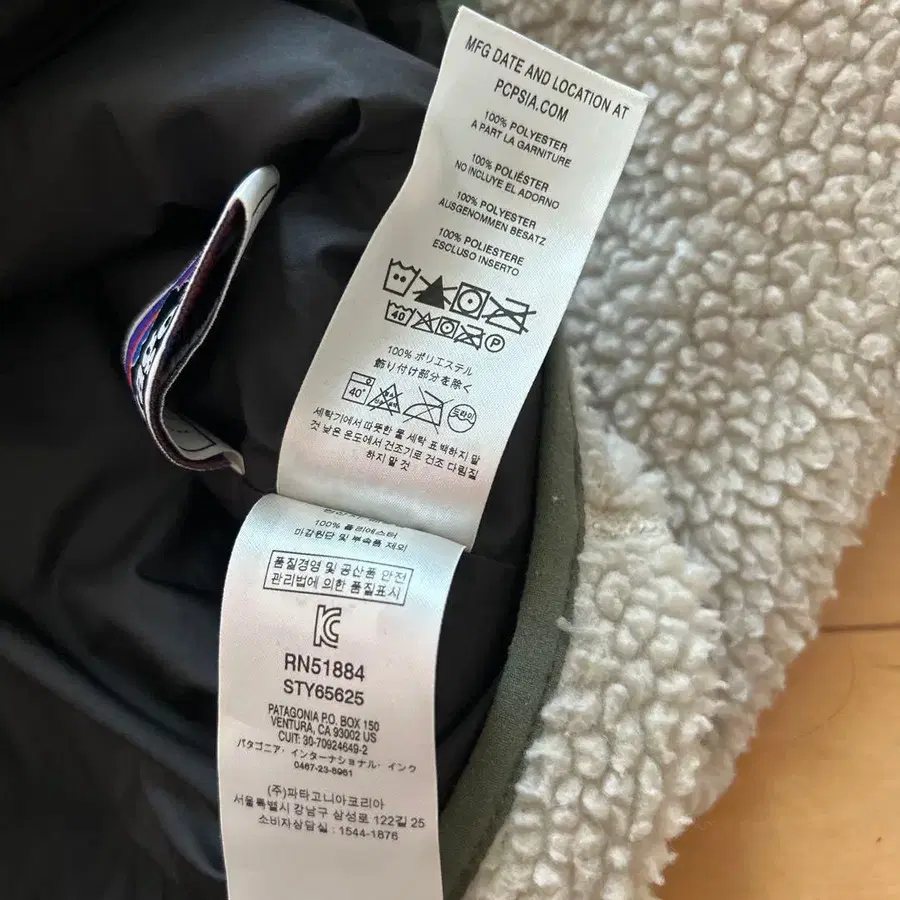 MFG DATE AND LOCATION AT
PCPSIA.COM
100% POLYESTER
A PART LA GARNITURE
100% POLIÉSTER
NO INCLUYE EL ADORNO
100% POLYESTER
AUSGENOMMEN BESATZ
100% POLIESTERE
ESCLUSO INSERTO
40
P
100% ポリエステル
飾り付け部分を除く
40°
드라이
세탁기에서 따뜻한 물 세탁 표백하지 말
것 낮은 온도에서 건조기로 건조 다림질
하지 말 것
100% 폴리에스터
마감원단 및 부속품 제외
품질경영 및 공산품 안전
관리법에 의한 품질표시
RN51884
STY65625
PATAGONIA P.O. BOX 150
VENTURA, CA 93002 US
CUIT: 30-70924649-2
パタゴニア・インターナショナル・インク
0467-23-8961
(주)파타고니아코리아
서울특별시 강남구 삼성로 122길 25
소비자상담실 : 1544-1876